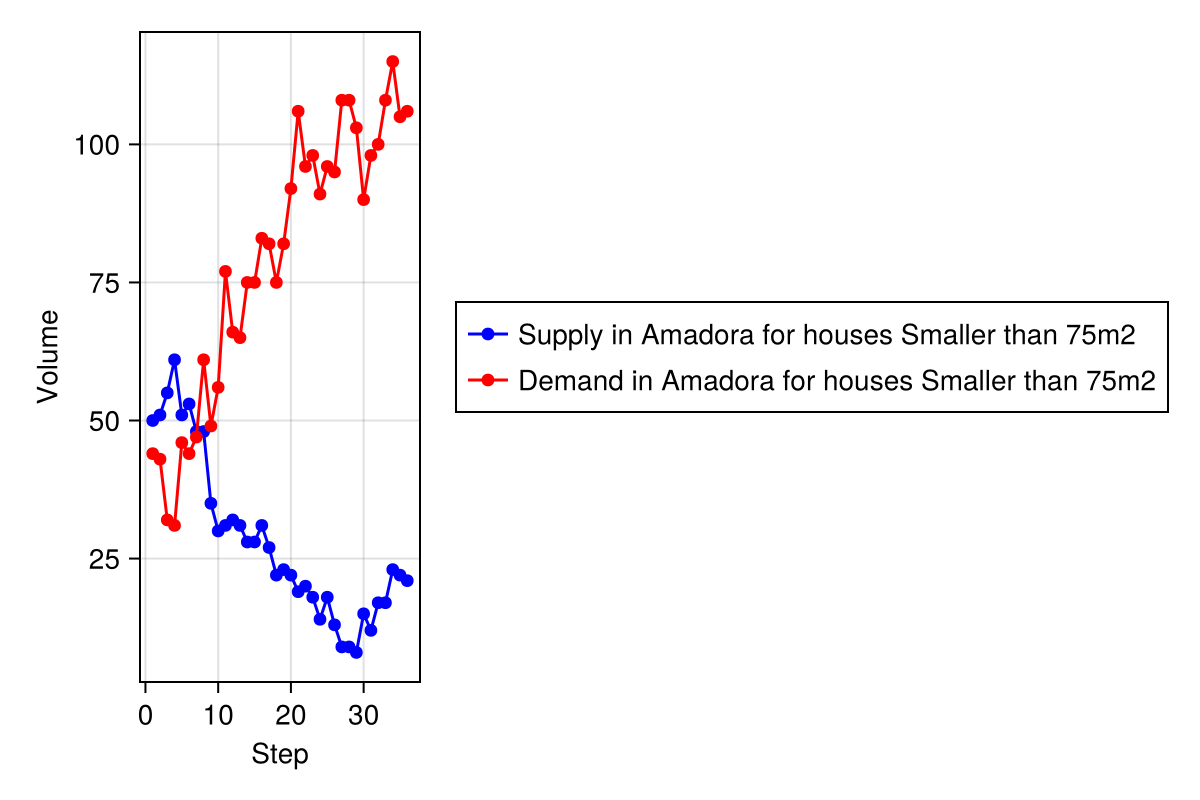 Volume
100
75
50
25
0 10 20 30
Step
Supply in Amadora for houses Smaller than 75m2
Demand in Amadora for houses Smaller than 75m2